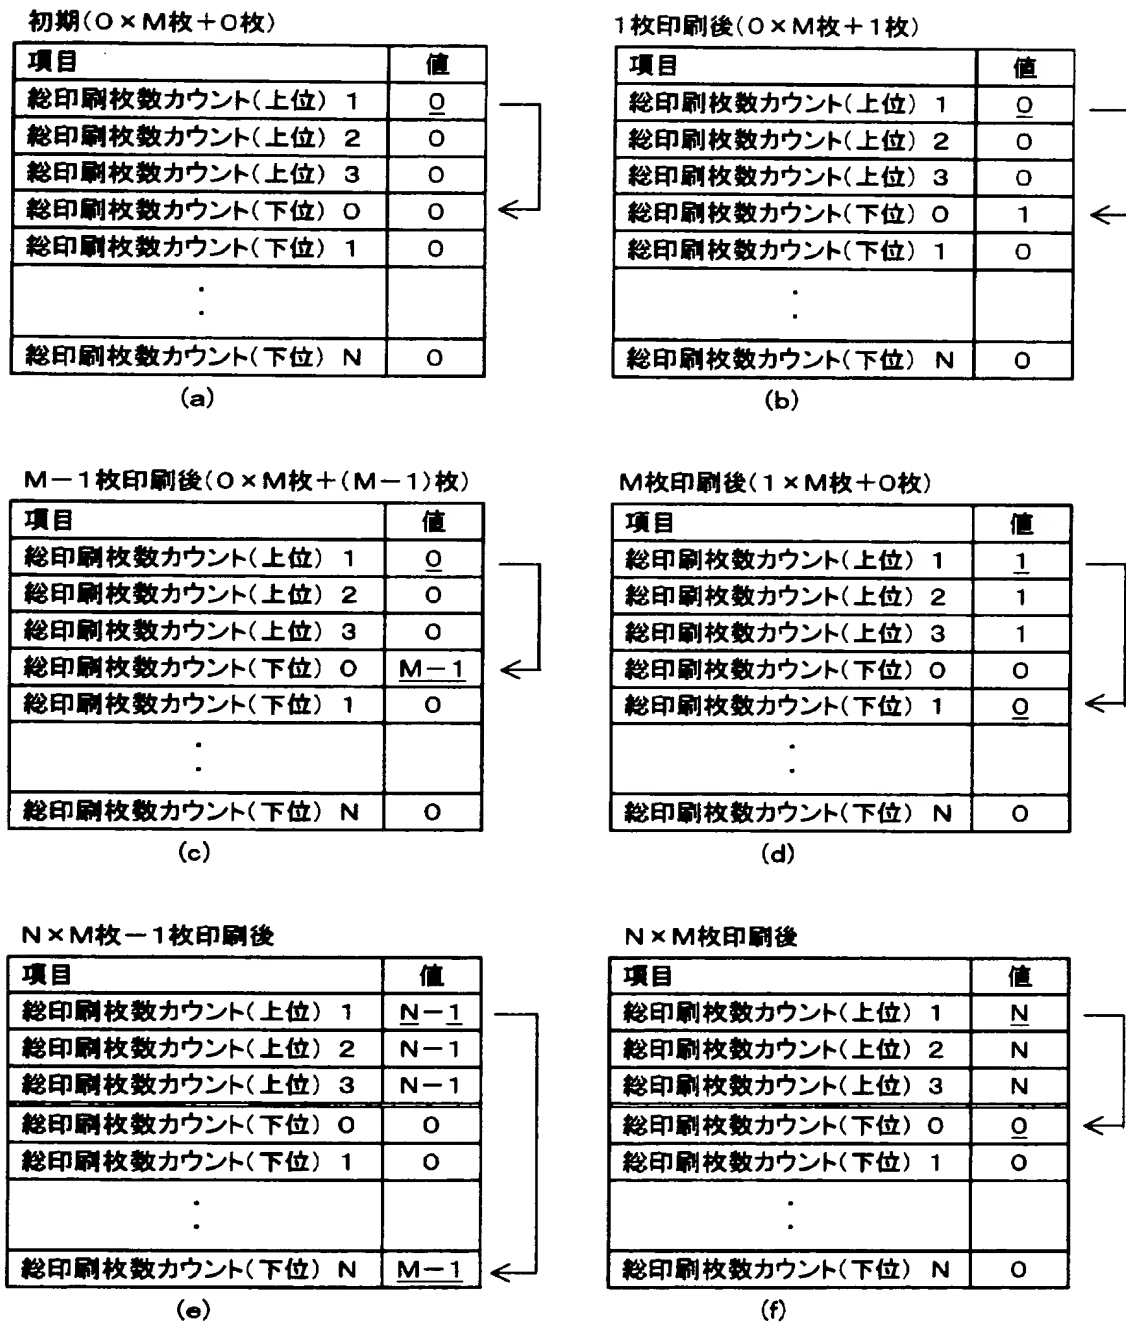 初期(0×M枚+0枚)
項目 値
総印刷枚数カウント(上位) 1 0
総印刷枚数カウント(上位) 2 0
総印刷枚数カウント(上位) 3 0
総印刷枚数カウント(下位) 0 0
総印刷枚数カウント(下位) 1 0
総印刷枚数カウント(下位) N 0
(a)
1枚印刷後(0×M枚+1枚)
項目 値
総印刷枚数カウント(上位) 1 0
総印刷枚数カウント(上位) 2 0
総印刷枚数カウント(上位) 3 0
総印刷枚数カウント(下位) 0 1
総印刷枚数カウント(下位) 1 0
総印刷枚数カウント(下位) N 0
(b)
M-1枚印刷後(0×M枚+(M-1)枚)
項目 値
総印刷枚数カウント(上位) 1 0
総印刷枚数カウント(上位) 2 0
総印刷枚数カウント(上位) 3 0
総印刷枚数カウント(下位) 0 M-1
総印刷枚数カウント(下位) 1 0
総印刷枚数カウント(下位) N 0
(c)
M枚印刷後(1×M枚+0枚)
項目 値
総印刷枚数カウント(上位) 1 1
総印刷枚数カウント(上位) 2 1
総印刷枚数カウント(上位) 3 1
総印刷枚数カウント(下位) 0 0
総印刷枚数カウント(下位) 1 0
総印刷枚数カウント(下位) N 0
(d)
N×M枚-1枚印刷後
項目 値
総印刷枚数カウント(上位) 1 N-1
総印刷枚数カウント(上位) 2 N-1
総印刷枚数カウント(上位) 3 N-1
総印刷枚数カウント(下位) 0 0
総印刷枚数カウント(下位) 1 0
総印刷枚数カウント(下位) N M-1
(e)
N×M枚印刷後
項目 値
総印刷枚数カウント(上位) 1 N
総印刷枚数カウント(上位) 2 N
総印刷枚数カウント(上位) 3 N
総印刷枚数カウント(下位) 0 0
総印刷枚数カウント(下位) 1 0
総印刷枚数カウント(下位) N 0
(f)